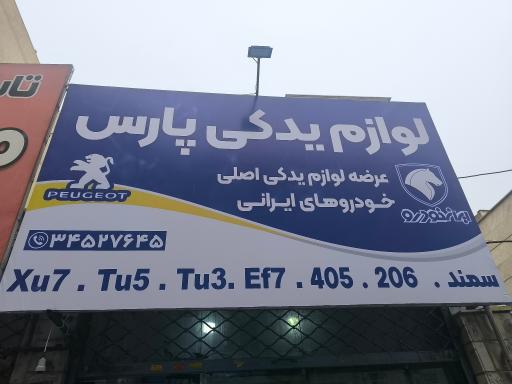 لوازم یدکی پارس
عرضه لوازم یدکی اصلی
خودروهای ایرانی
ایران خودرو
PEUGEOT
۳۴۵۲۷۶۴۵
سمند . 206 . 405 . Xu7 . Tu5 . Tu3. Ef7